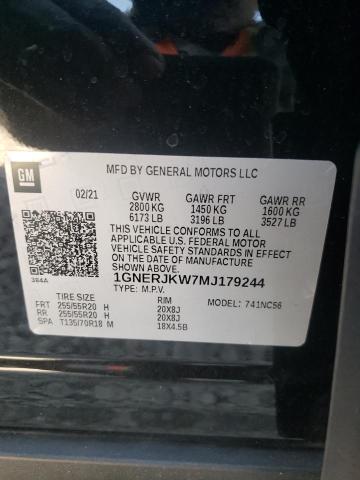 MFD BY GENERAL MOTORS LLC
GM
02/21 GVWR GAWR FRT GAWR RR
2800 KG 1450 KG 1600 KG
6173 LB 3196 LB 3527 LB
THIS VEHICLE CONFORMS TO ALL
APPLICABLE U.S. FEDERAL MOTOR
VEHICLE SAFETY STANDARDS IN EFFECT
ON THE DATE OF MANUFACTURE SHOWN ABOVE.
384A
1GNERJKW7MJ179244
TYPE: M.P.V. MODEL: 741NC56
TIRE SIZE RIM
FRT 255/55R20 H 20X8J
RR 255/55R20 H 20X8J
SPA T135/70R18 M 18X4.5B